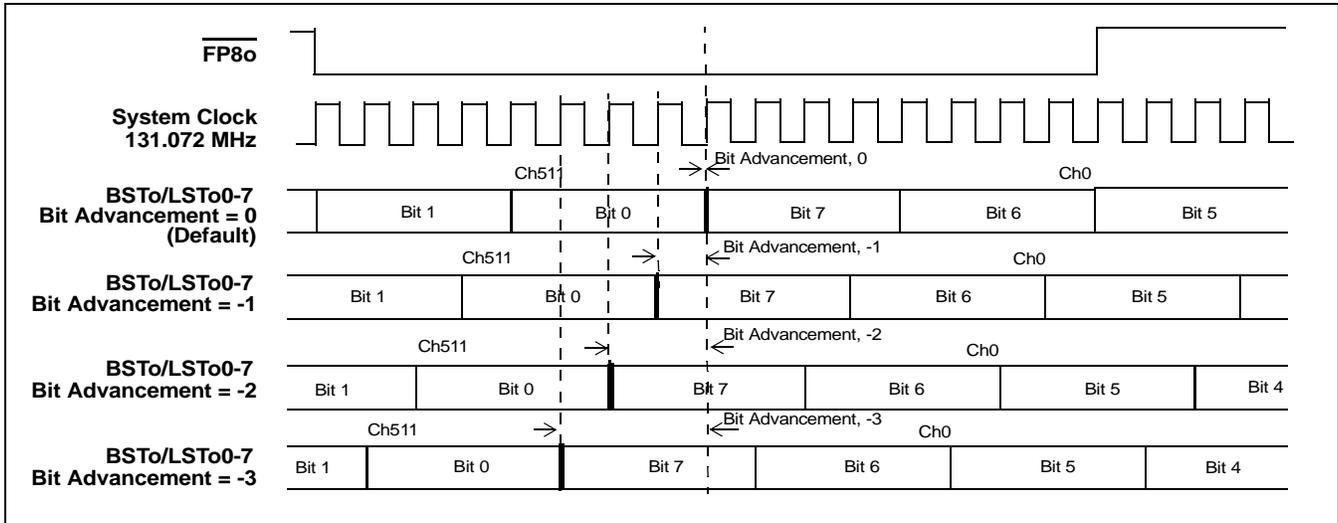 FP8o
System Clock
131.072 MHz
Bit Advancement, 0
Ch511
Ch0
BSTo/LSTo0-7
Bit Advancement = 0
(Default)
Bit 1
Bit 0
Bit 7
Bit 6
Bit 5
Bit Advancement, -1
Ch511
Ch0
BSTo/LSTo0-7
Bit Advancement = -1
Bit 1
Bit 0
Bit 7
Bit 6
Bit 5
Bit Advancement, -2
Ch511
Ch0
BSTo/LSTo0-7
Bit Advancement = -2
Bit 1
Bit 0
Bit 7
Bit 6
Bit 5
Bit 4
Bit Advancement, -3
Ch511
Ch0
BSTo/LSTo0-7
Bit Advancement = -3
Bit 1
Bit 0
Bit 7
Bit 6
Bit 5
Bit 4